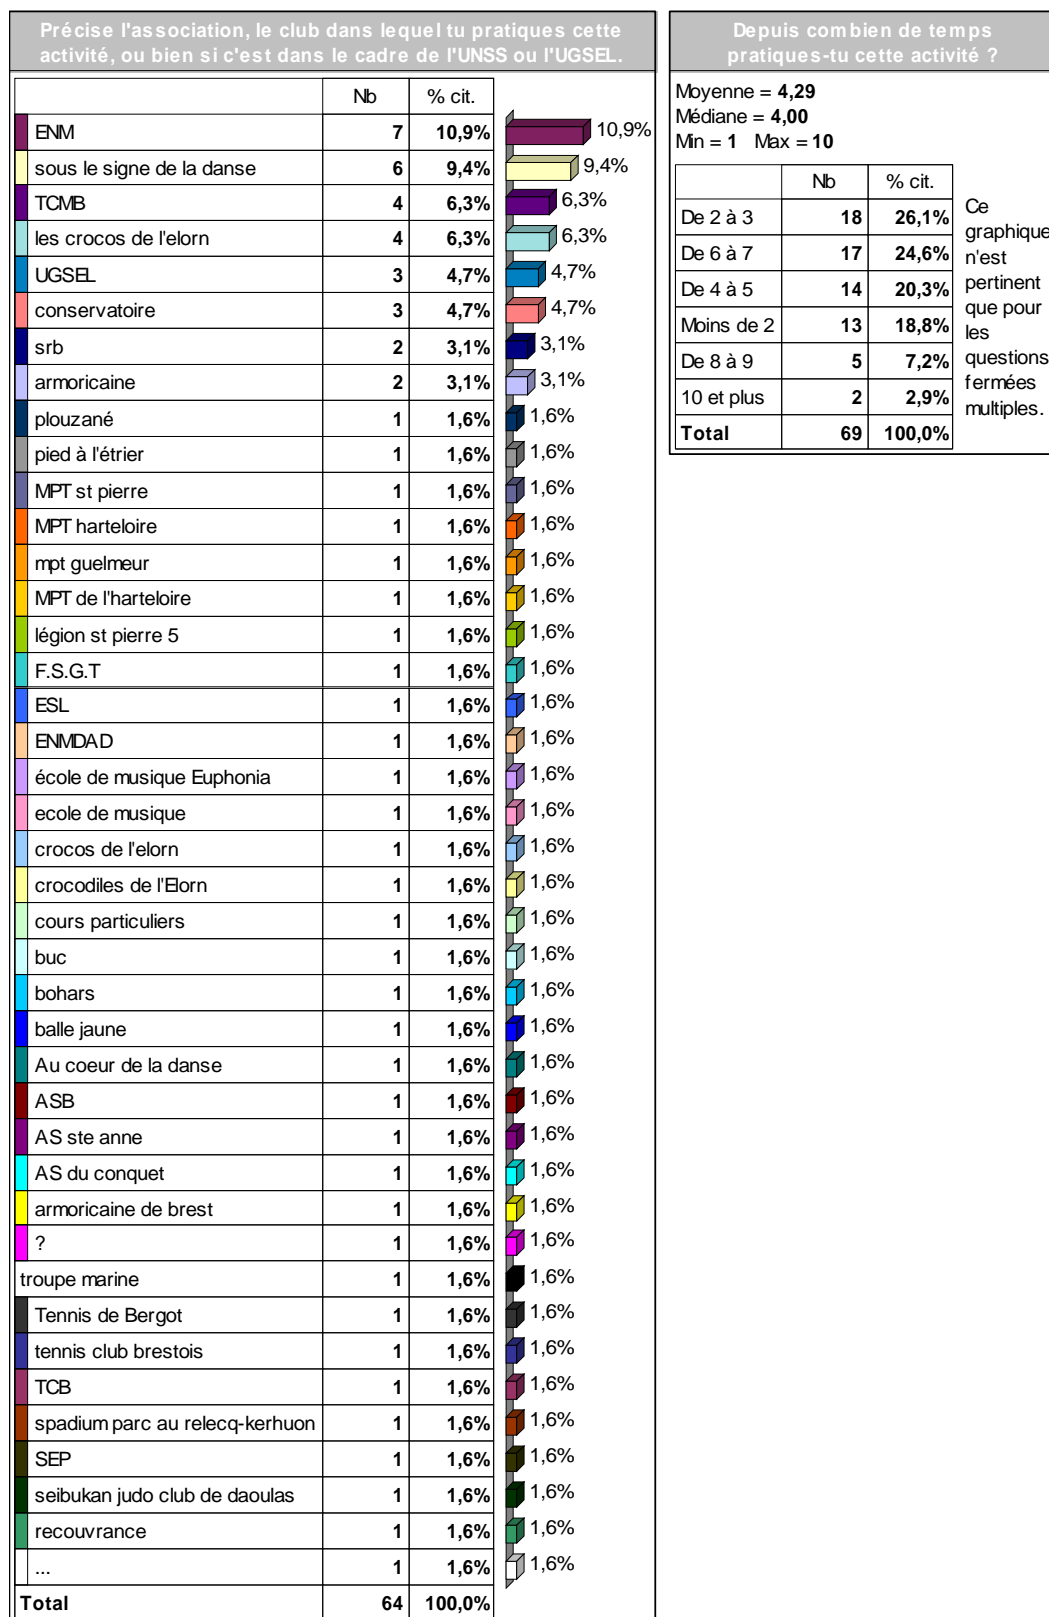 Précise l'association, le club dans lequel tu pratiques cette
activité, ou bien si c'est dans le cadre de l'UNSS ou l'UGSEL.
Nb % cit.
ENM 7 10,9% 10,9%
sous le signe de la danse 6 9,4% 9,4%
TCMB 4 6,3% 6,3%
les crocos de l'elorn 4 6,3% 6,3%
UGSEL 3 4,7% 4,7%
conservatoire 3 4,7% 4,7%
srb 2 3,1% 3,1%
armoricaine 2 3,1% 3,1%
plouzané 1 1,6% 1,6%
pied à l'étrier 1 1,6% 1,6%
MPT st pierre 1 1,6% 1,6%
MPT harteloire 1 1,6% 1,6%
mpt guelmeur 1 1,6% 1,6%
MPT de l'harteloire 1 1,6% 1,6%
légion st pierre 5 1 1,6% 1,6%
F.S.G.T 1 1,6% 1,6%
ESL 1 1,6% 1,6%
ENMDAD 1 1,6% 1,6%
école de musique Euphonia 1 1,6% 1,6%
ecole de musique 1 1,6% 1,6%
crocos de l'elorn 1 1,6% 1,6%
crocodiles de l'Elorn 1 1,6% 1,6%
cours particuliers 1 1,6% 1,6%
buc 1 1,6% 1,6%
bohars 1 1,6% 1,6%
balle jaune 1 1,6% 1,6%
Au coeur de la danse 1 1,6% 1,6%
ASB 1 1,6% 1,6%
AS ste anne 1 1,6% 1,6%
AS du conquet 1 1,6% 1,6%
armoricaine de brest 1 1,6% 1,6%
? 1 1,6% 1,6%
troupe marine 1 1,6% 1,6%
Tennis de Bergot 1 1,6% 1,6%
tennis club brestois 1 1,6% 1,6%
TCB 1 1,6% 1,6%
spadium parc au relecq-kerhuon 1 1,6% 1,6%
SEP 1 1,6% 1,6%
seibukan judo club de daoulas 1 1,6% 1,6%
recouvrance 1 1,6% 1,6%
... 1 1,6% 1,6%
Total 64 100,0%
Depuis combien de temps
pratiques-tu cette activité ?
Moyenne = 4,29
Médiane = 4,00
Min = 1 Max = 10
Nb % cit.
De 2 à 3 18 26,1%
De 6 à 7 17 24,6%
De 4 à 5 14 20,3%
Moins de 2 13 18,8%
De 8 à 9 5 7,2%
10 et plus 2 2,9%
Total 69 100,0%
Ce
graphique
n'est
pertinent
que pour
les
questions
fermées
multiples.